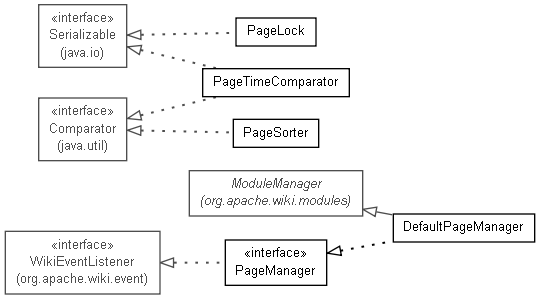 «interface»
Serializable
(java.io)
PageLock
PageTimeComparator
«interface»
Comparator
(java.util)
PageSorter
ModuleManager
(org.apache.wiki.modules)
DefaultPageManager
«interface»
WikiEventListener
(org.apache.wiki.event)
«interface»
PageManager